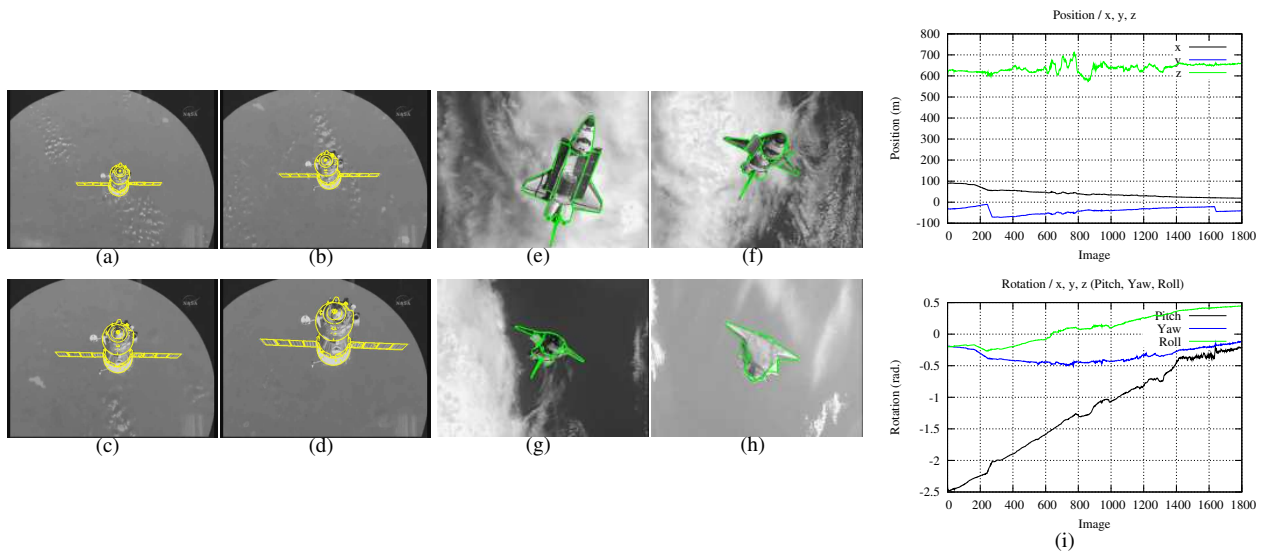 (a)
(b)
(e)
(f)
(c)
(d)
(g)
(h)
Position / x, y, z
Position (m)
800
700
600
500
400
300
200
100
0
-100
x
y
z
0 200 400 600 800 1000 1200 1400 1600 1800
Image
Rotation / x, y, z (Pitch, Yaw, Roll)
Rotation (rad.)
0.5
0
-0.5
-1
-1.5
-2
-2.5
Pitch
Yaw
Roll
0 200 400 600 800 1000 1200 1400 1600 1800
Image
(i)